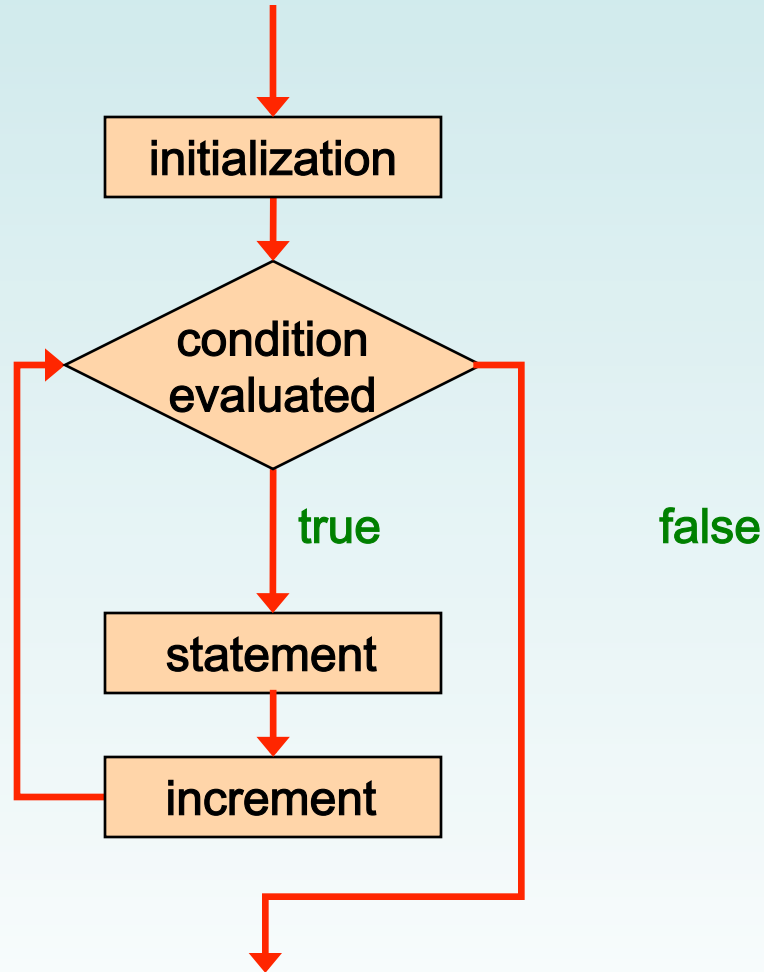 initialization
condition
evaluated
true
false
statement
increment